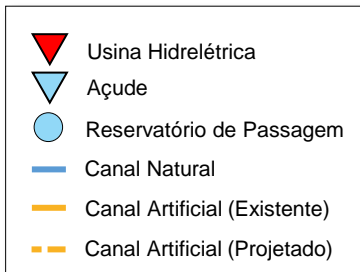 Usina Hidrelétrica
Açude
Reservatório de Passagem
Canal Natural
Canal Artificial (Existente)
Canal Artificial (Projetado)